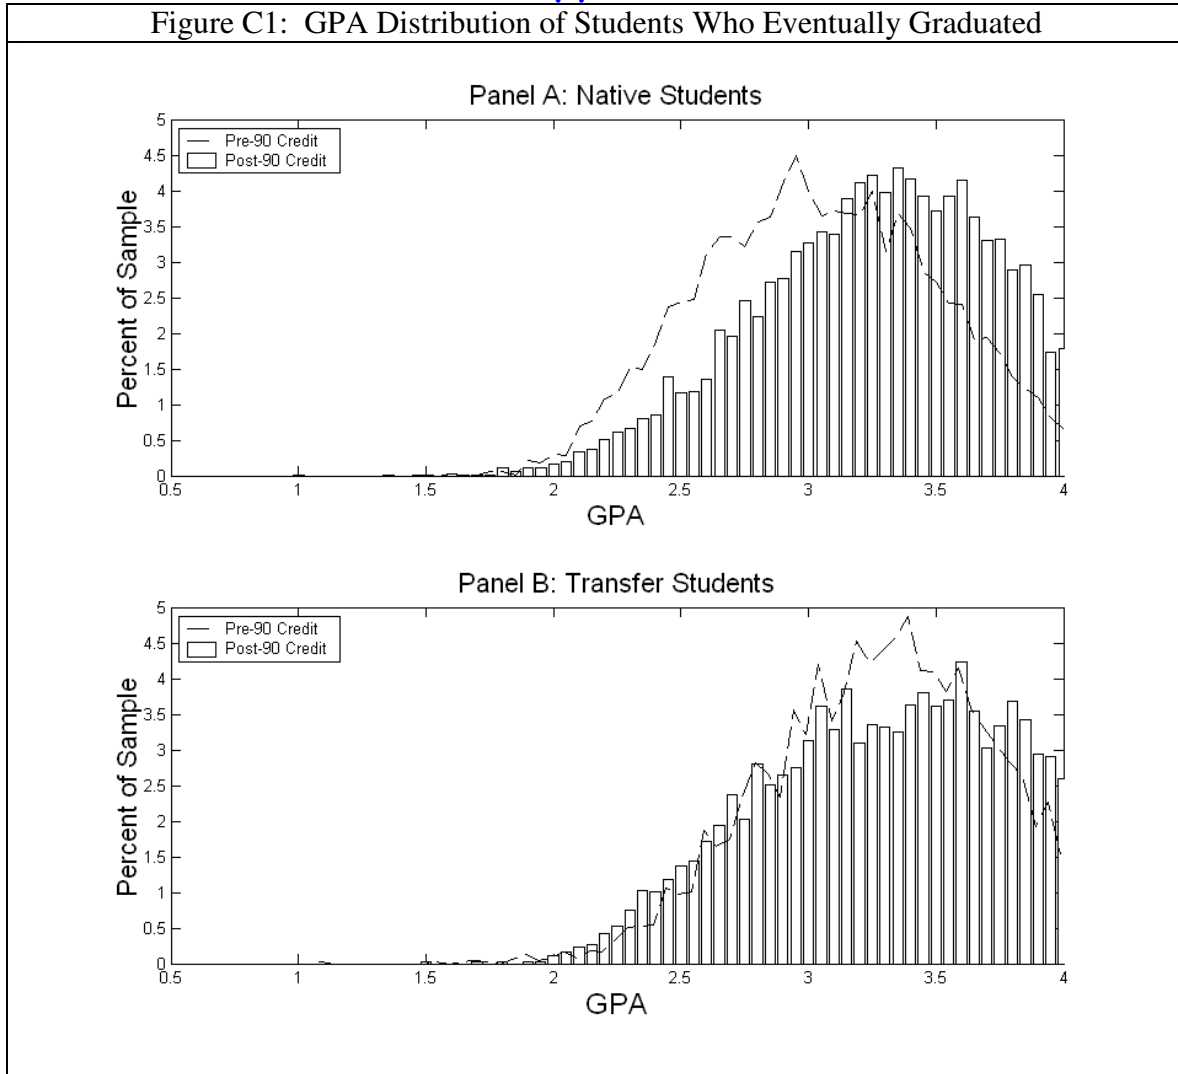 Figure C1: GPA Distribution of Students Who Eventually Graduated
Panel A: Native Students
Pre-90 Credit
Post-90 Credit
Percent of Sample
5
4.5
4
3.5
3
2.5
2
1.5
1
0.5
0
0.5 1 1.5 2 2.5 3 3.5 4
GPA
Panel B: Transfer Students
Pre-90 Credit
Post-90 Credit
Percent of Sample
5
4.5
4
3.5
3
2.5
2
1.5
1
0.5
0
0.5 1 1.5 2 2.5 3 3.5 4
GPA